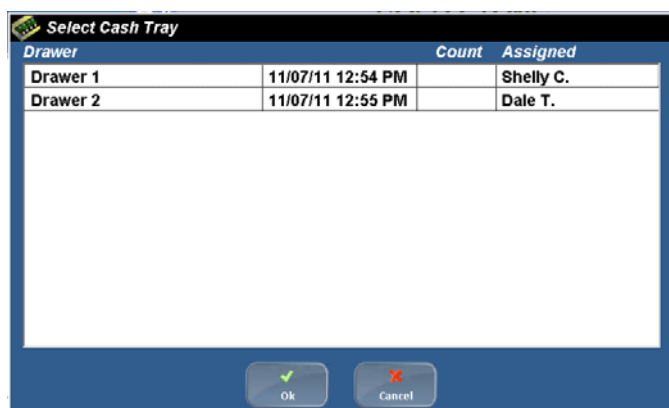 Select Cash Tray
Drawer Count Assigned
Drawer 1 11/07/11 12:54 PM Shelly C.
Drawer 2 11/07/11 12:55 PM Dale T.
Ok Cancel